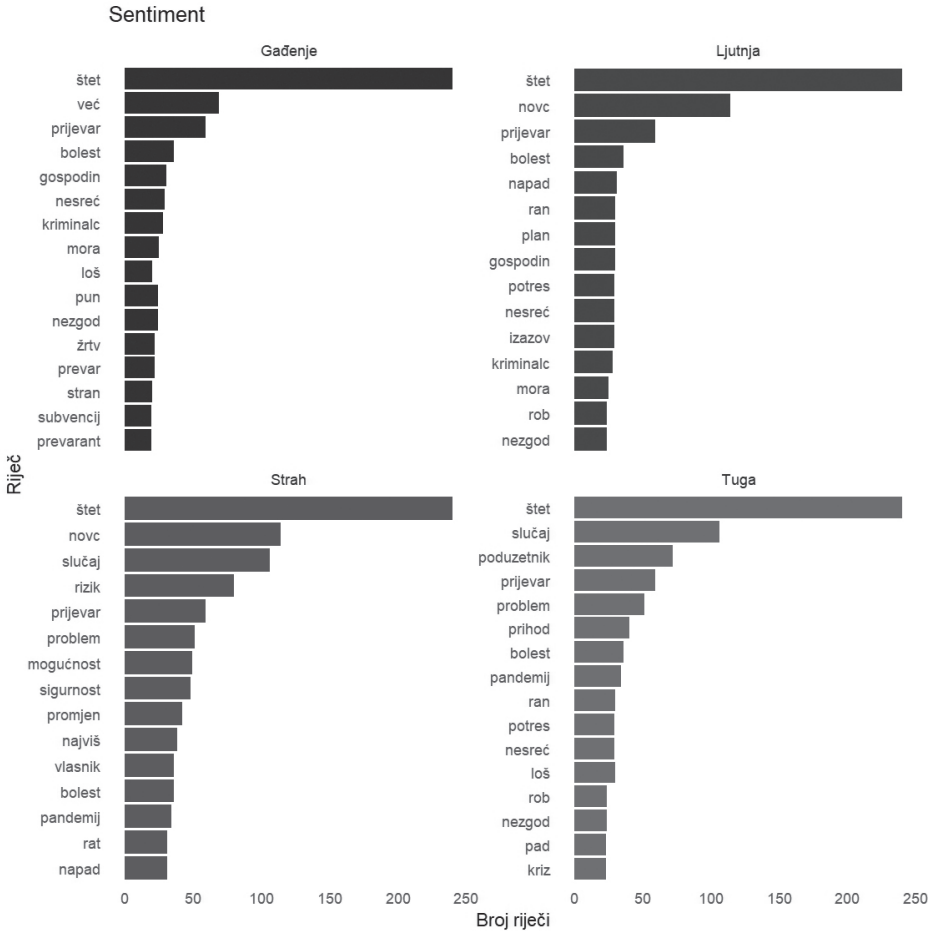 Sentiment
Gađenje
štet
već
prijevar
bolest
gospodin
nesreć
kriminalc
mora
loš
pun
nezgod
žrtv
prevar
stran
subvencij
prevarant
Ljutnja
štet
novc
prijevar
bolest
napad
ran
plan
gospodin
potres
nesreć
izazov
kriminalc
mora
rob
nezgod
Riječ
Strah
štet
novc
slučaj
rizik
prijevar
problem
mogućnost
sigurnost
promjen
najviš
vlasnik
bolest
pandemij
rat
napad
0 50 100 150 200 250
Tuga
štet
slučaj
poduzetnik
prijevar
problem
prihod
bolest
pandemij
ran
potres
nesreć
loš
rob
nezgod
pad
kriz
0 50 100 150 200 250
Broj riječi